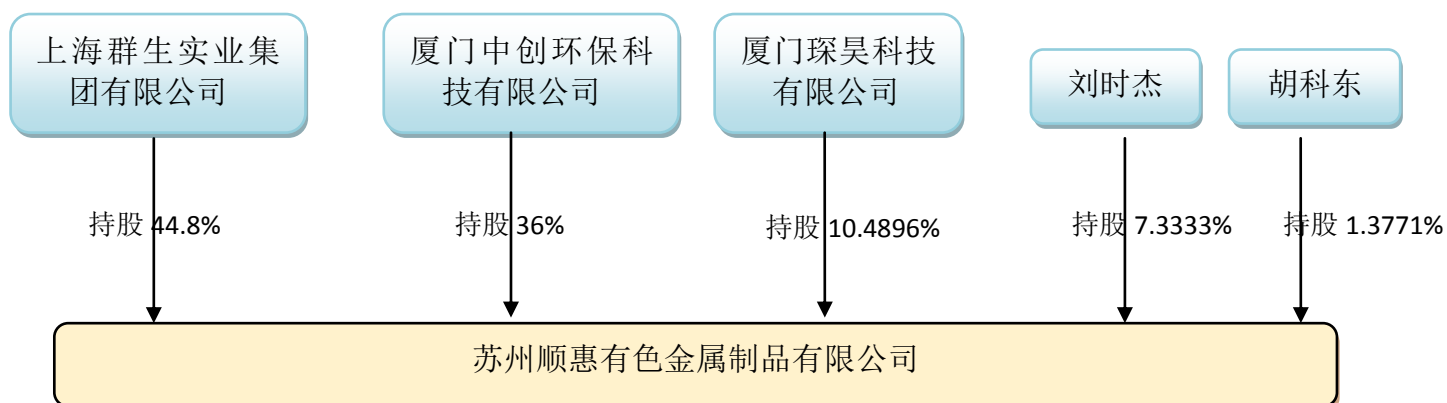 上海群生实业集
团有限公司
厦门中创环保科
技有限公司
厦门琛昊科技
有限公司
刘时杰
胡科东
持股 44.8%
持股 36%
持股 10.4896%
持股 7.3333%
持股 1.3771%
苏州顺惠有色金属制品有限公司